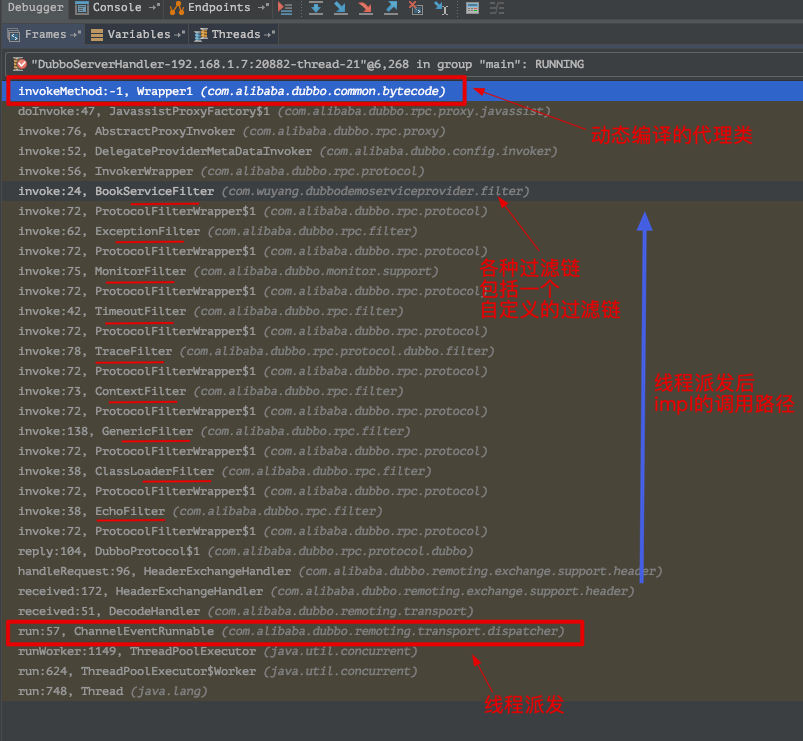 Debugger Console →" Endpoints →"
Frames →" Variables →" Threads →"
"DubboServerHandler-192.168.1.7:20882-thread-21"@6,268 in group "main": RUNNING
invokeMethod:-1, Wrapper1 (com.alibaba.dubbo.common.bytecode)
doInvoke:47, JavassistProxyFactory$1 (com.alibaba.dubbo.rpc.proxy.javassist)
动态编译的代理类
invoke:76, AbstractProxyInvoker (com.alibaba.dubbo.rpc.proxy)
invoke:52, DelegateProviderMetaDataInvoker (com.alibaba.dubbo.config.invoker)
invoke:56, InvokerWrapper (com.alibaba.dubbo.rpc.protocol)
invoke:24, BookServiceFilter (com.wuyang.dubbodemoserviceprovider.filter)
invoke:72, ProtocolFilterWrapper$1 (com.alibaba.dubbo.rpc.protocol)
invoke:62, ExceptionFilter (com.alibaba.dubbo.rpc.filter)
invoke:72, ProtocolFilterWrapper$1 (com.alibaba.dubbo.rpc.protocol)
invoke:75, MonitorFilter (com.alibaba.dubbo.monitor.support)
各种过滤链
invoke:72, ProtocolFilterWrapper$1 (com.alibaba.dubbo.rpc.protocol)
包括一个
invoke:42, TimeoutFilter (com.alibaba.dubbo.rpc.filter)
自定义的过滤链
invoke:72, ProtocolFilterWrapper$1 (com.alibaba.dubbo.rpc.protocol)
invoke:78, TraceFilter (com.alibaba.dubbo.rpc.protocol.dubbo.filter)
invoke:72, ProtocolFilterWrapper$1 (com.alibaba.dubbo.rpc.protocol)
线程派发后
invoke:73, ContextFilter (com.alibaba.dubbo.rpc.filter)
Impl的调用路径
invoke:72, ProtocolFilterWrapper$1 (com.alibaba.dubbo.rpc.protocol)
invoke:138, GenericFilter (com.alibaba.dubbo.rpc.filter)
invoke:72, ProtocolFilterWrapper$1 (com.alibaba.dubbo.rpc.protocol)
invoke:38, ClassLoaderFilter (com.alibaba.dubbo.rpc.filter)
invoke:72, ProtocolFilterWrapper$1 (com.alibaba.dubbo.rpc.protocol)
invoke:38, EchoFilter (com.alibaba.dubbo.rpc.filter)
invoke:72, ProtocolFilterWrapper$1 (com.alibaba.dubbo.rpc.protocol)
reply:104, DubboProtocol$1 (com.alibaba.dubbo.rpc.protocol.dubbo)
handleRequest:96, HeaderExchangeHandler (com.alibaba.dubbo.remoting.exchange.support.header)
received:172, HeaderExchangeHandler (com.alibaba.dubbo.remoting.exchange.support.header)
received:51, DecodeHandler (com.alibaba.dubbo.remoting.transport)
run:57, ChannelEventRunnable (com.alibaba.dubbo.remoting.transport.dispatcher)
runWorker:1149, ThreadPoolExecutor (java.util.concurrent)
run:624, ThreadPoolExecutor$Worker (java.util.concurrent)
run:748, Thread (java.lang)
线程派发